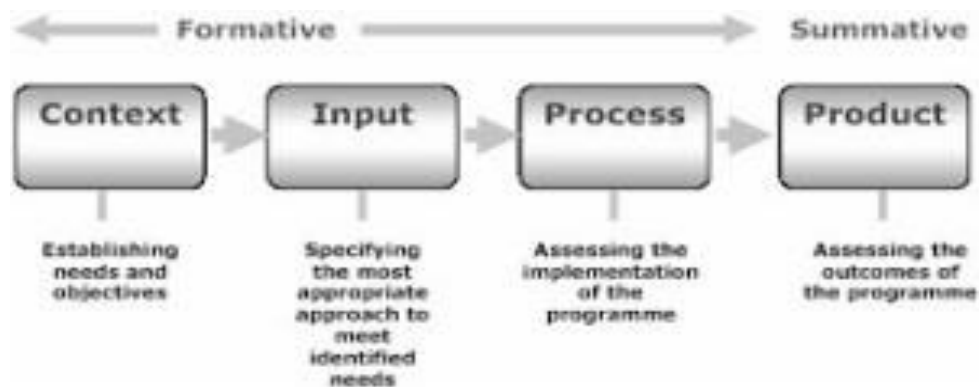 Formative Summative
Context Input Process Product
Establishing
needs and
objectives
Specifying
the most
appropriate
approach to
meet
identified
needs
Assessing the
implementation
of the
programme
Assessing the
outcomes of
the programme